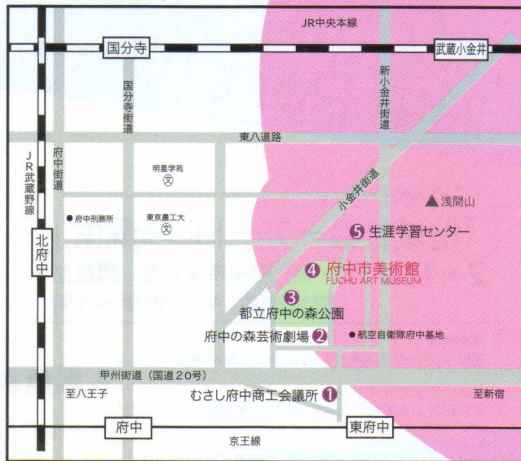 JR中央本線
国分寺
武蔵小金井
国分寺街道
新小金井街道
東八道路
JR武蔵野線
府中街道
明星学苑
文
小金井街道
浅間山
府中刑務所
東京農工大
文
5 生涯学習センター
北府中
4 府中市美術館
FUCHU ART MUSEUM
3
都立府中の森公園
府中の森芸術劇場 2
航空自衛隊府中基地
甲州街道(国道20号)
至八王子
むさし府中商工会議所 1
至新宿
府中
東府中
京王線